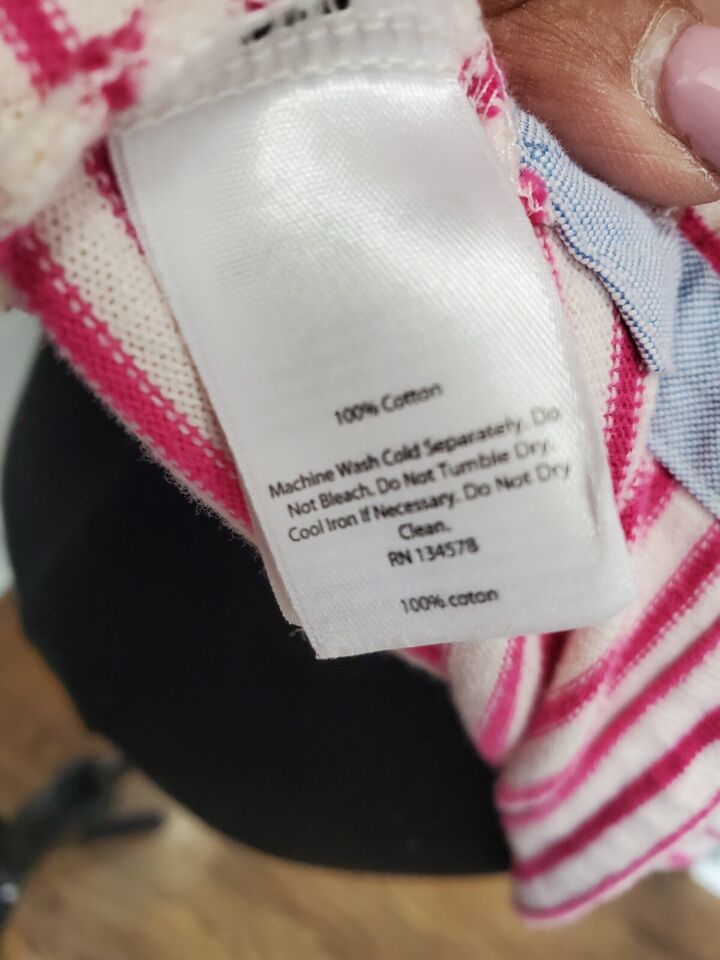 100% Cotton
Machine Wash Cold Separately. Do
Not Bleach. Do Not Tumble Dry.
Cool Iron If Necessary. Do Not Dry
Clean.
RN 134578
100% coton